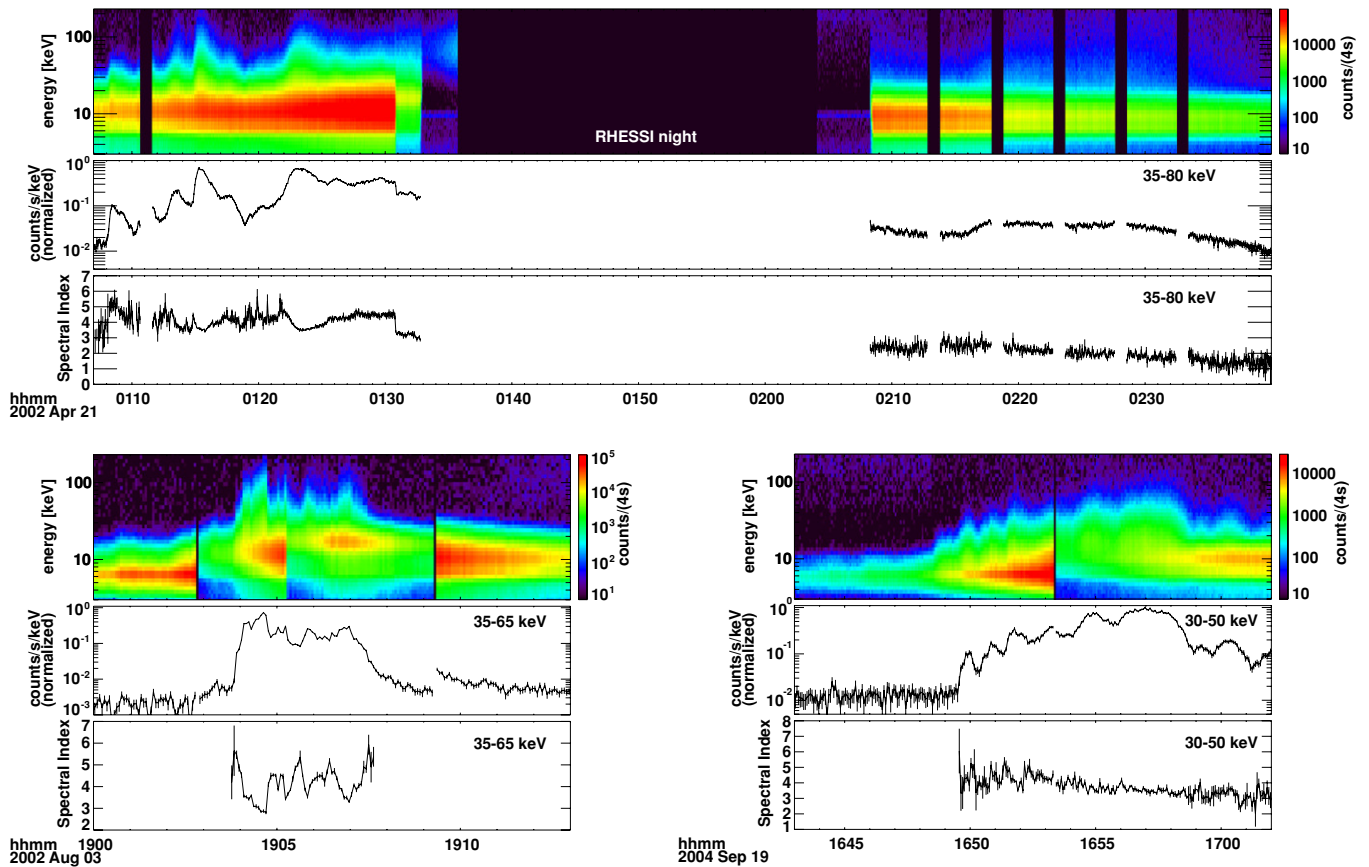 100
10
energy [keV]
RHESSI night
10000
1000
100
10
counts/(4s)
10⁰
10⁻¹
10⁻²
counts/s/keV
(normalized)
35-80 keV
7
6
5
4
3
2
1
0
Spectral Index
35-80 keV
hhmm 0110 0120 0130 0140 0150 0200 0210 0220 0230
2002 Apr 21
100
10
energy [keV]
10⁵
10⁴
10³
10²
10¹
counts/(4s)
10⁰
10⁻¹
10⁻²
10⁻³
counts/s/keV
(normalized)
35-65 keV
7
6
5
4
3
2
Spectral Index
35-65 keV
hhmm 1900 1905 1910
2002 Aug 03
100
10
energy [keV]
10000
1000
100
10
counts/(4s)
10⁰
10⁻¹
10⁻²
counts/s/keV
(normalized)
30-50 keV
8
7
6
5
4
3
2
1
Spectral Index
30-50 keV
hhmm 1645 1650 1655 1700
2004 Sep 19